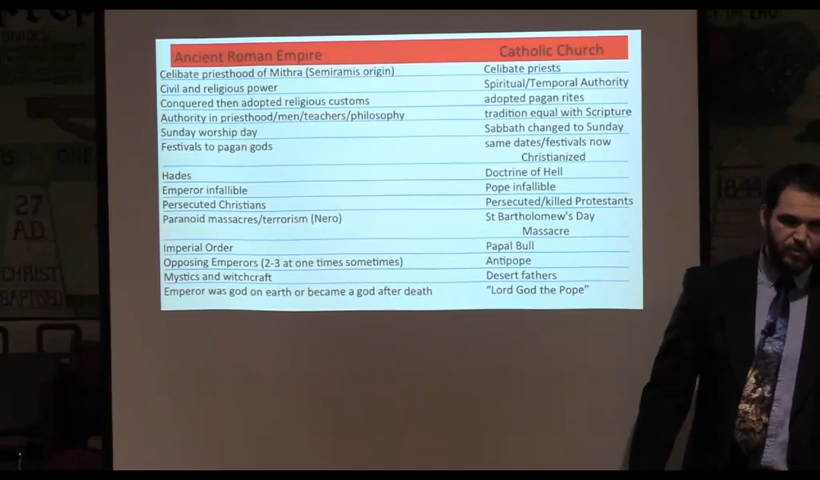 Ancient Roman Empire Catholic Church
Celibate priesthood of Mithra (Semiramis origin) Celibate priests
Civil and religious power Spiritual/Temporal Authority
Conquered then adopted religious customs adopted pagan rites
Authority in priesthood/men/teachers/philosophy tradition equal with Scripture
Sunday worship day Sabbath changed to Sunday
Festivals to pagan gods same dates/festivals now
Christianized
Hades Doctrine of Hell
Emperor infallible Pope infallible
Persecuted Christians Persecuted/killed Protestants
Paranoid massacres/terrorism (Nero) St Bartholomew's Day
Massacre
Imperial Order Papal Bull
Opposing Emperors (2-3 at one times sometimes) Antipope
Mystics and witchcraft Desert fathers
Emperor was god on earth or became a god after death "Lord God the Pope"
27
A.D.
CHRIST
BAPTISED
1844